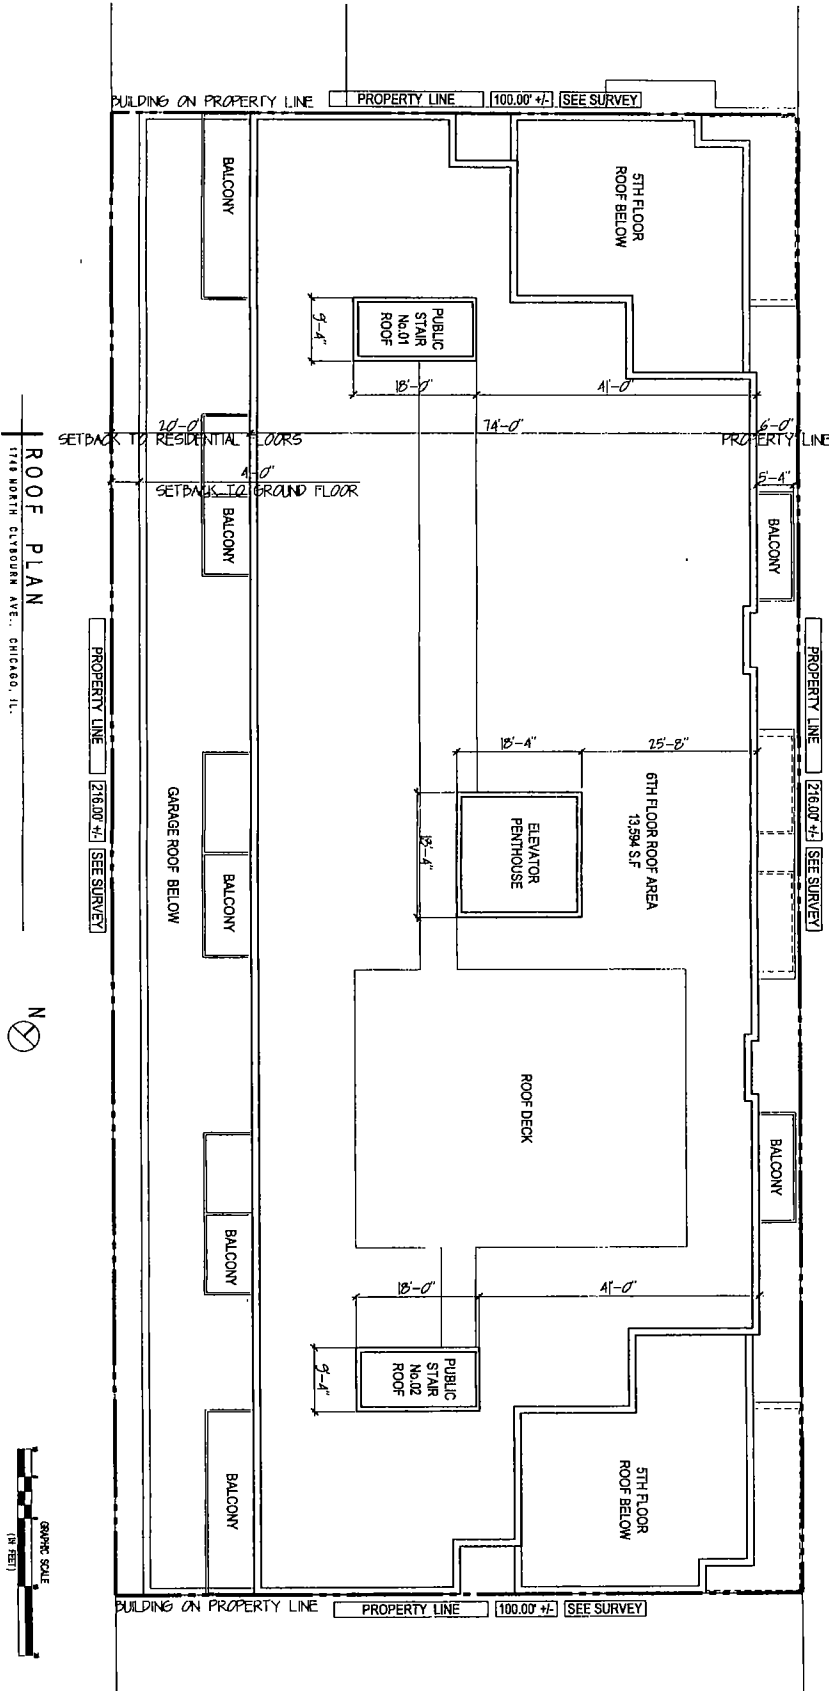 BUILDING ON PROPERTY LINE
PROPERTY LINE
100.00' +/-
SEE SURVEY
BALCONY
5TH FLOOR
ROOF BELOW
PUBLIC
STAIR
No.01
ROOF
9'-4"
18'-0"
41'-0"
20'-0"
74'-0"
6'-0"
SETBACK TO RESIDENTIAL FLOORS
PROPERTY LINE
4'-0"
SETBACK TO GROUND FLOOR
5'-4"
BALCONY
BALCONY
ROOF PLAN
1749 NORTH CLYBOURN AVE., CHICAGO, IL.
PROPERTY LINE
216.00' +/-
SEE SURVEY
PROPERTY LINE
216.00' +/-
SEE SURVEY
18'-4"
25'-8"
GARAGE ROOF BELOW
BALCONY
18'-4"
ELEVATOR
PENTHOUSE
6TH FLOOR ROOF AREA
13,594 S.F
N
ROOF DECK
BALCONY
BALCONY
18'-0"
41'-0"
9'-4"
PUBLIC
STAIR
No.02
ROOF
5TH FLOOR
ROOF BELOW
BALCONY
GRAPHIC SCALE
(IN FEET)
BUILDING ON PROPERTY LINE
PROPERTY LINE
100.00' +/-
SEE SURVEY